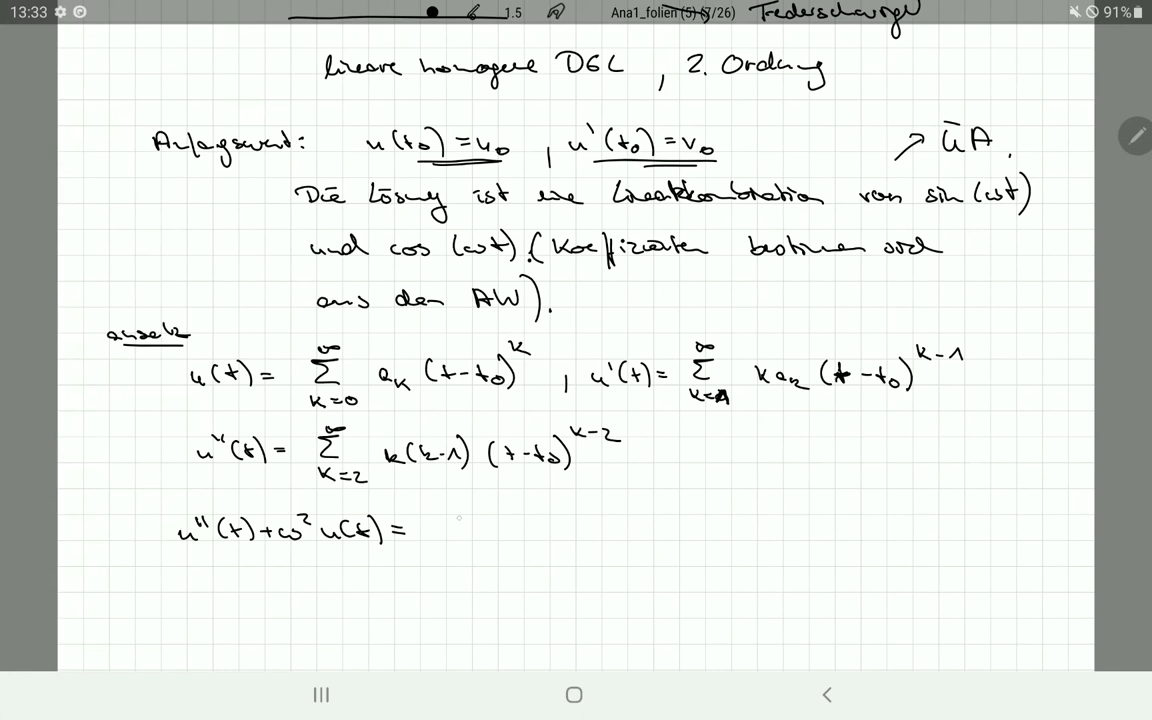 13:33 1.5 Ana1_folien (5) (7/26) 91%
Federschwinger
lineare homogene DGL , 2. Ordnung
Anfangswert: u(t₀) = u₀ , u'(t₀) = v₀ → ÜA.
Die Lösung ist eine Linearkombination von sin(ωt)
und cos(ωt). (Koeffizienten bestimmen sich
aus den AW).
Ansatz
u(t) = ∑_{k=0}^{∞} a_k (t-t₀)^k , u'(t) = ∑_{k=1}^{∞} k a_k (t-t₀)^{k-1}
u''(t) = ∑_{k=2}^{∞} k(k-1) (t-t₀)^{k-2}
u''(t) + ω² u(t) =